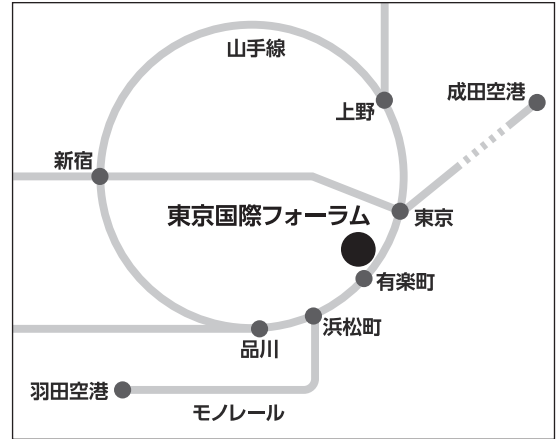 山手線
成田空港
上野
新宿
東京国際フォーラム
東京
有楽町
浜松町
品川
羽田空港
モノレール